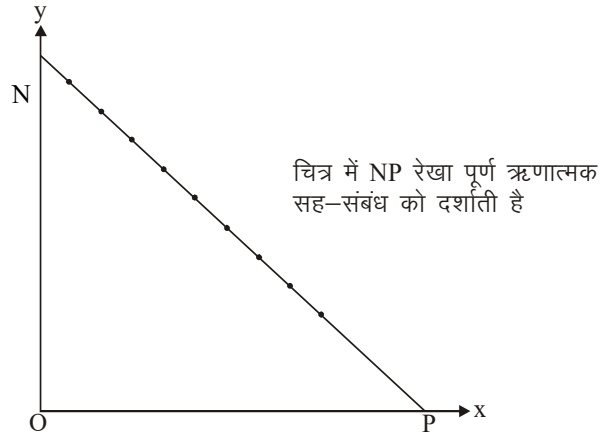 y
N
चित्र में NP रेखा पूर्ण ऋणात्मक
सह–संबंध को दर्शाती है
O
P
x